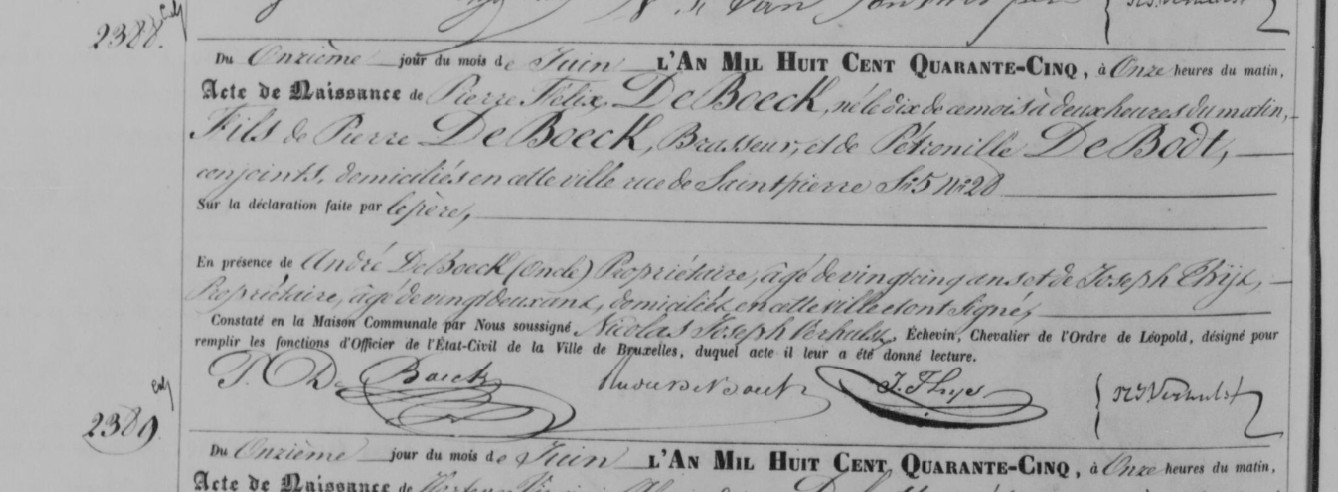 2388.
Du Onzième jour du mois de Juin L'AN MIL HUIT CENT QUARANTE-CINQ, à Onze heures du matin,
Acte de Naissance de Pierre Félix, De Boeck, né le dix de ce mois à deux heures du matin,
Fils de Pierre De Boeck, Brasseur, et de Pétronille De Bodt,
conjoints, domiciliés en cette ville rue de Saint pierre Sn 5 nr 28
Sur la déclaration faite par le père,
En présence de André De Boeck (Oncle) Propriétaire, âgé de vingt cinq ans et de Joseph Thijs,
Propriétaire, âgé de vingt deux ans, domiciliés en cette ville et ont Signé,
Constaté en la Maison Communale par Nous soussigné Nicolas Joseph Verhulst, Échevin, Chevalier de l'Ordre de Léopold, désigné pour
remplir les fonctions d'Officier de l'État-Civil de la Ville de Bruxelles, duquel acte il leur a été donné lecture.
P. De Boeck J. Thys NJ Verhulst
2389.
Du Onzième jour du mois de Juin L'AN MIL HUIT CENT QUARANTE-CINQ, à Onze heures du matin,
Acte de Naissance de